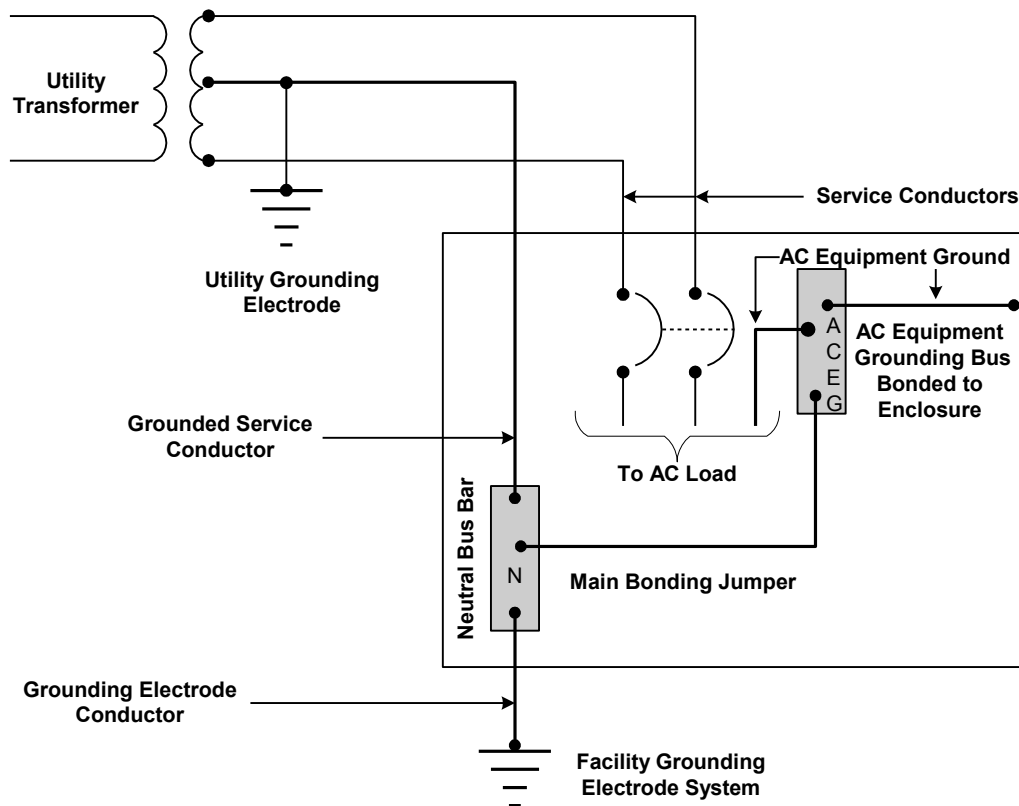 Utility
Transformer
Service Conductors
AC Equipment Ground
Utility Grounding
Electrode
A
C
E
G
AC Equipment
Grounding Bus
Bonded to
Enclosure
Grounded Service
Conductor
To AC Load
Neutral Bus Bar
N
Main Bonding Jumper
Grounding Electrode
Conductor
Facility Grounding
Electrode System